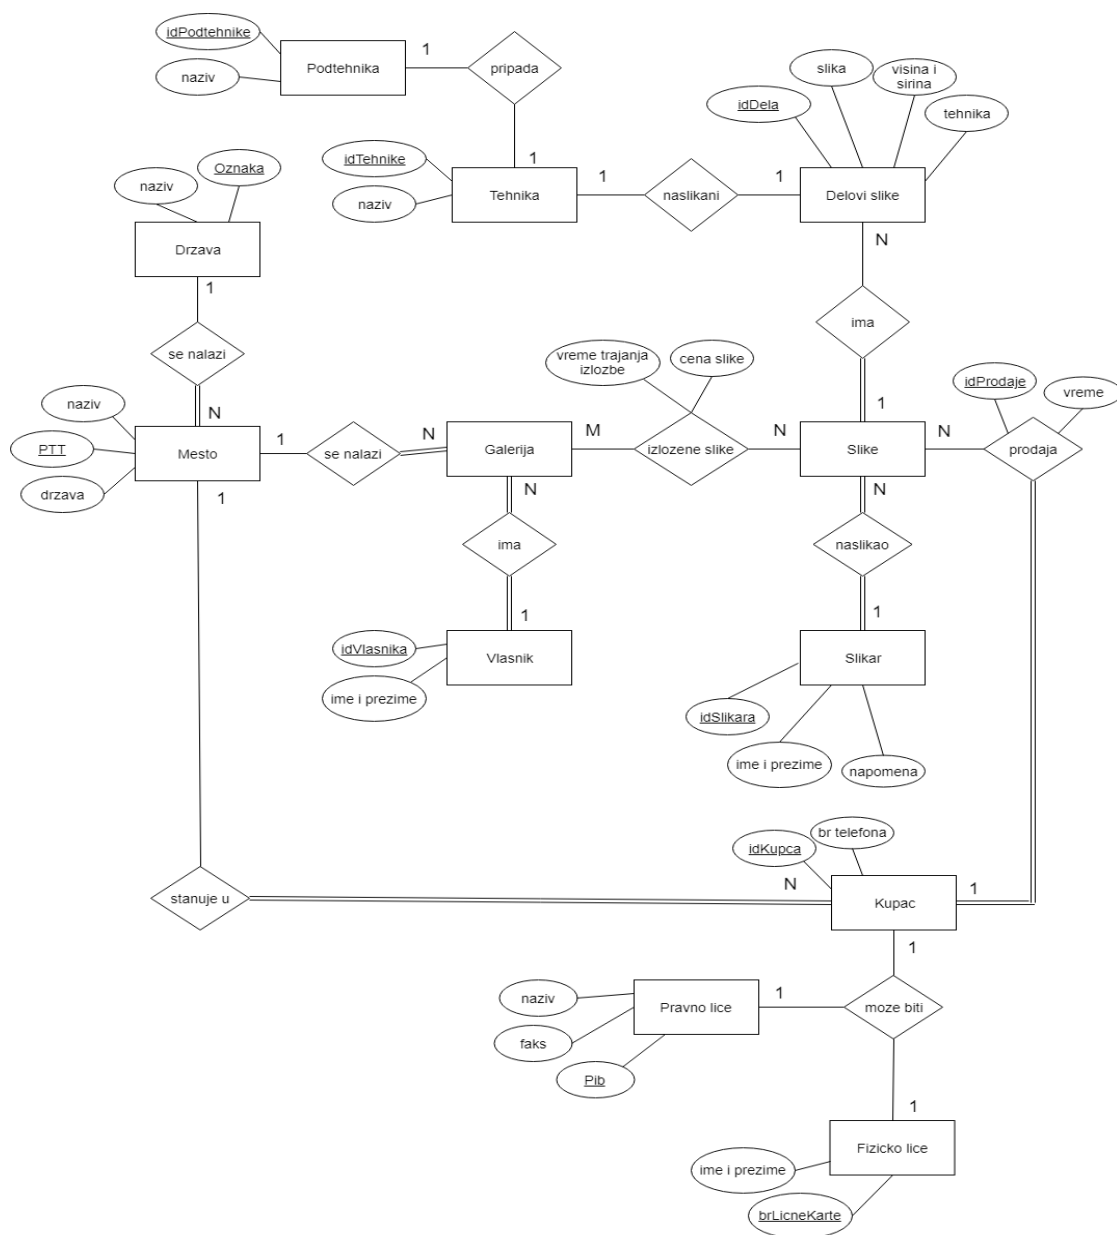 idPodtehnike
1
Podtehnika
pripada
naziv
slika
visina i
sirina
idDela
tehnika
1
idTehnike
Oznaka
naziv
1
1
Tehnika
naslikani
Delovi slike
naziv
N
Drzava
1
ima
se nalazi
vreme trajanja
izlozbe
cena slike
idProdaje
vreme
naziv
N
1
1
N
M
N
N
PTT
Mesto
se nalazi
Galerija
izlozene slike
Slike
prodaja
drzava
1
N
N
ima
naslikao
1
1
idVlasnika
Vlasnik
Slikar
ime i prezime
idSlikara
ime i prezime
napomena
br telefona
idKupca
N
1
stanuje u
Kupac
1
1
naziv
Pravno lice
moze biti
faks
Pib
1
Fizicko lice
ime i prezime
brLicneKarte